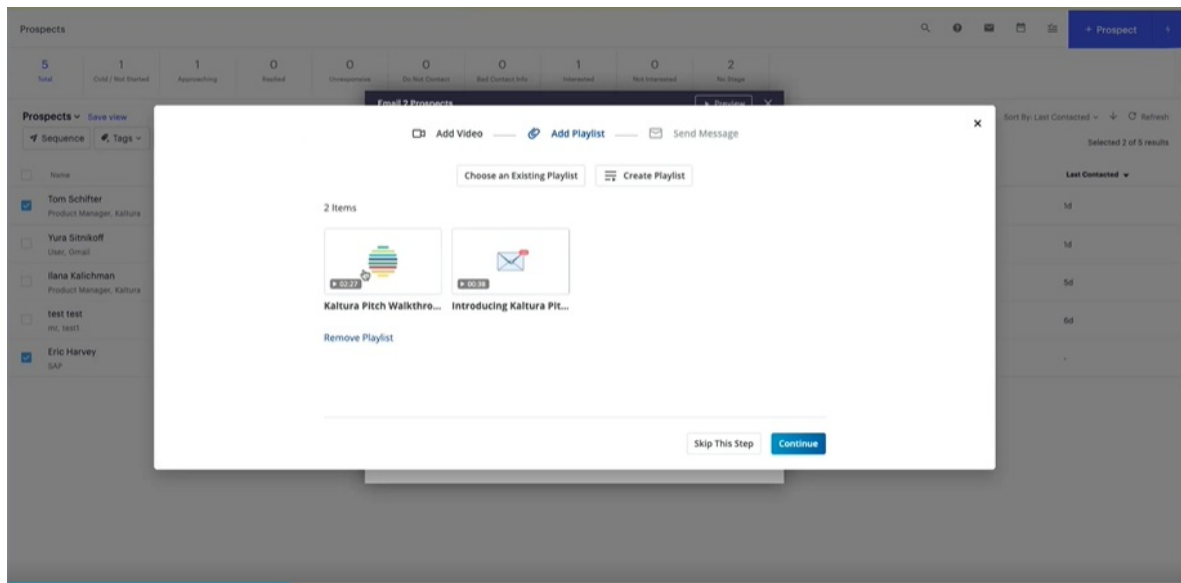 Prospects
+ Prospect
5 1 1 0 0 0 0 1 0 2
Total Cold / Not Started Approaching Replied Unresponsive Do Not Contact Bad Contact Info Interested Not Interested No Stage
Email 2 Prospects Preview
Prospects Save view
Sort By: Last Contacted Refresh
Add Video Add Playlist Send Message
Sequence Tags
Selected 2 of 5 results
Choose an Existing Playlist Create Playlist
Name
Last Contacted
Tom Schifter
Product Manager, Kaltura
1d
2 Items
Yura Sitnikoff
User, Gmail
1d
Ilana Kalichman
Product Manager, Kaltura
5d
02:27 00:38
Kaltura Pitch Walkthro... Introducing Kaltura Pit...
test test
mr, test1
6d
Remove Playlist
Eric Harvey
SAP
-
Skip This Step Continue